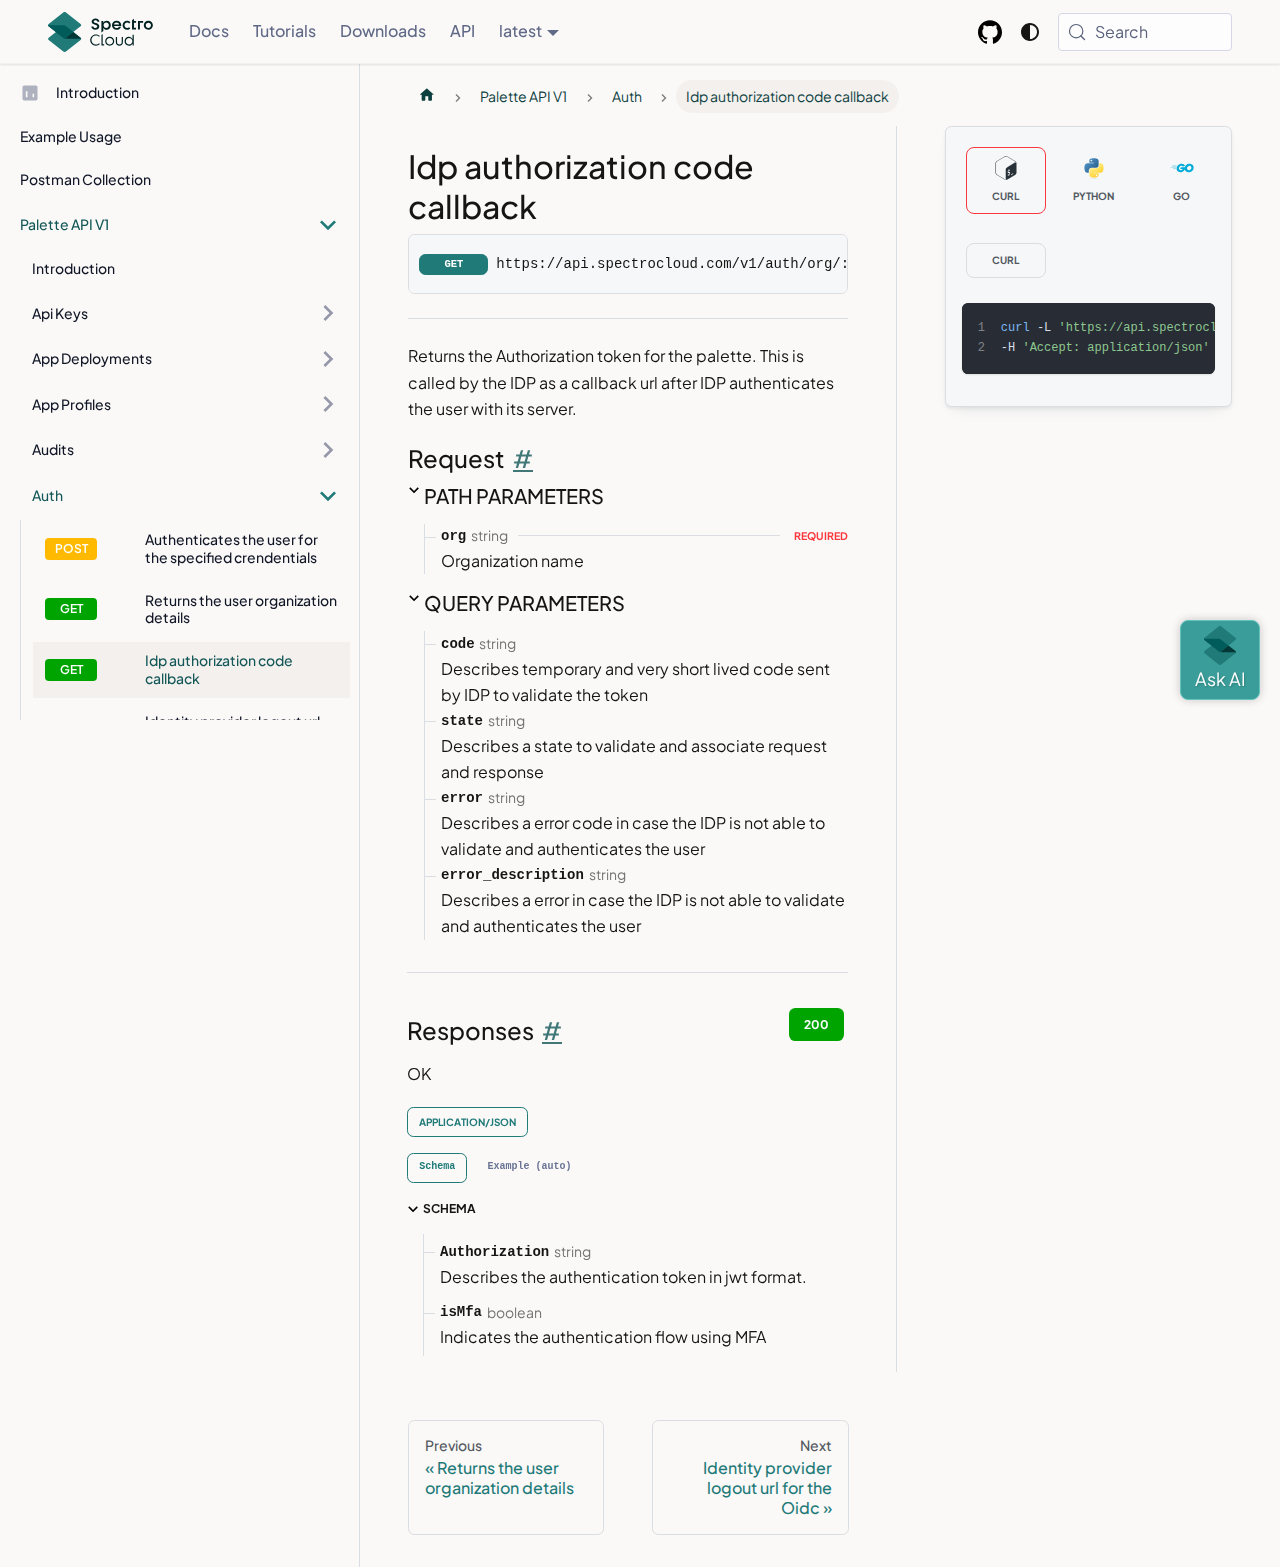 Spectro
Cloud
Docs
Tutorials
Downloads
API
latest
Search
Introduction
Example Usage
Postman Collection
Palette API V1
Introduction
Api Keys
App Deployments
App Profiles
Audits
Auth
POST
Authenticates the user for
the specified crendentials
GET
Returns the user organization
details
GET
Idp authorization code
callback
Identity provider logout url
Palette API V1
Auth
Idp authorization code callback
Idp authorization code
callback
GET
https://api.spectrocloud.com/v1/auth/org/:
Returns the Authorization token for the palette. This is
called by the IDP as a callback url after IDP authenticates
the user with its server.
Request #
PATH PARAMETERS
org string
REQUIRED
Organization name
QUERY PARAMETERS
code string
Describes temporary and very short lived code sent
by IDP to validate the token
state string
Describes a state to validate and associate request
and response
error string
Describes a error code in case the IDP is not able to
validate and authenticates the user
error_description string
Describes a error in case the IDP is not able to validate
and authenticates the user
Responses #
200
OK
APPLICATION/JSON
Schema
Example (auto)
SCHEMA
Authorization string
Describes the authentication token in jwt format.
isMfa boolean
Indicates the authentication flow using MFA
Previous
« Returns the user
organization details
Next
Identity provider
logout url for the
Oidc »
CURL
PYTHON
GO
GO
CURL
1 curl -L 'https://api.spectrocl
2 -H 'Accept: application/json'
Ask AI